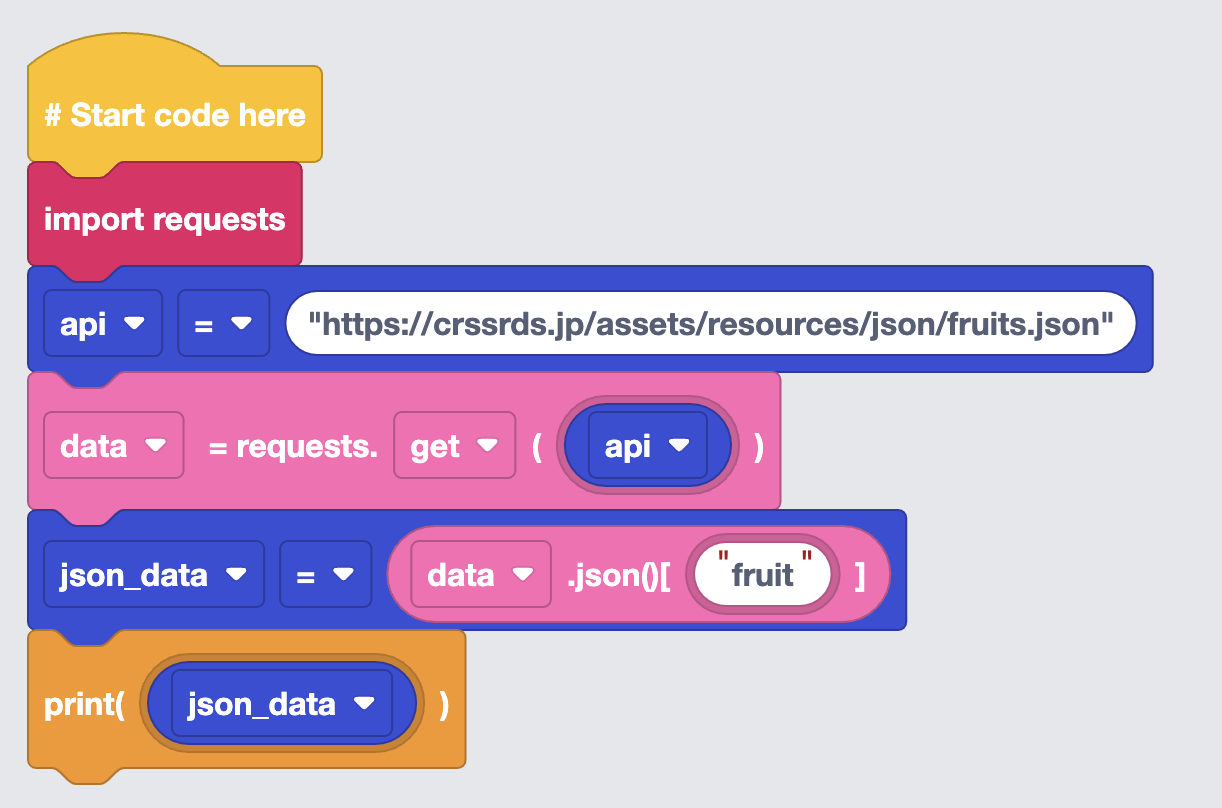 # Start code here
import requests
api = "https://crssrds.jp/assets/resources/json/fruits.json"
data = requests. get ( api )
json_data = data .json()[ "fruit" ]
print( json_data )